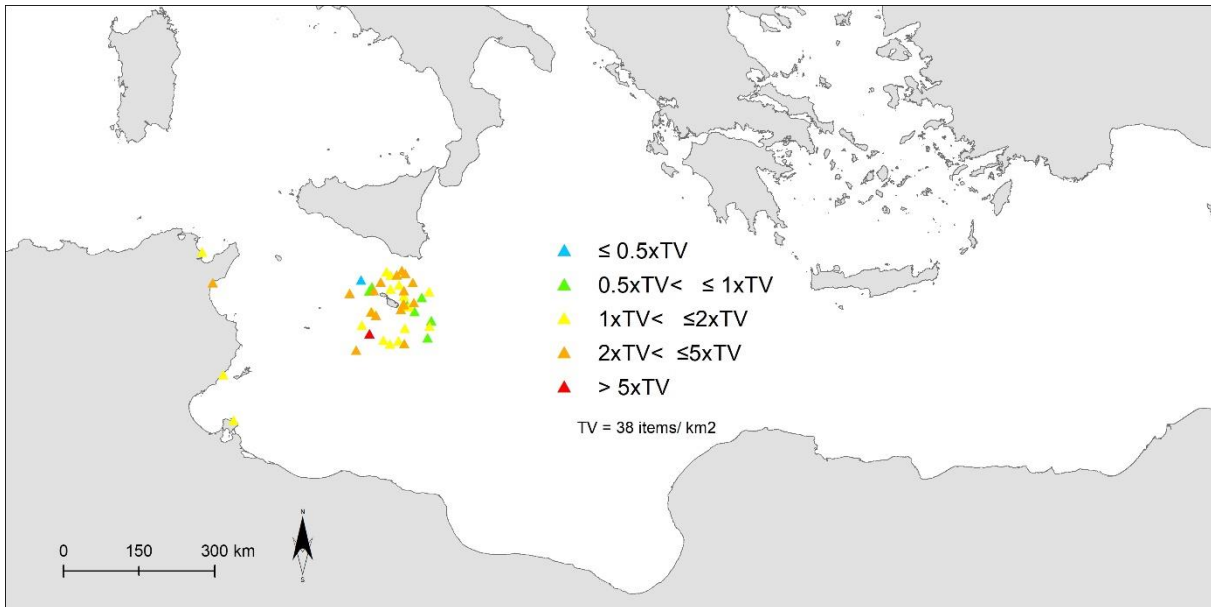 ≤ 0.5xTV
0.5xTV< ≤ 1xTV
1xTV< ≤2xTV
2xTV< ≤5xTV
> 5xTV
TV = 38 items/ km2
N
S
0 150 300 km